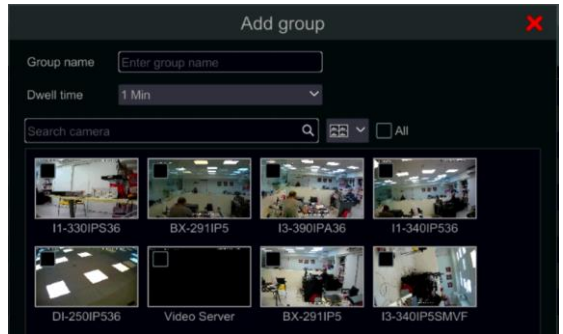 Add group
Group name Enter group name
Dwell time 1 Min
Search camera All
I1-330IPS36 BX-291IP5 I3-390IPA36 I1-340IP536
DI-250IP536 Video Server BX-291IP5 I3-340IP5SMVF